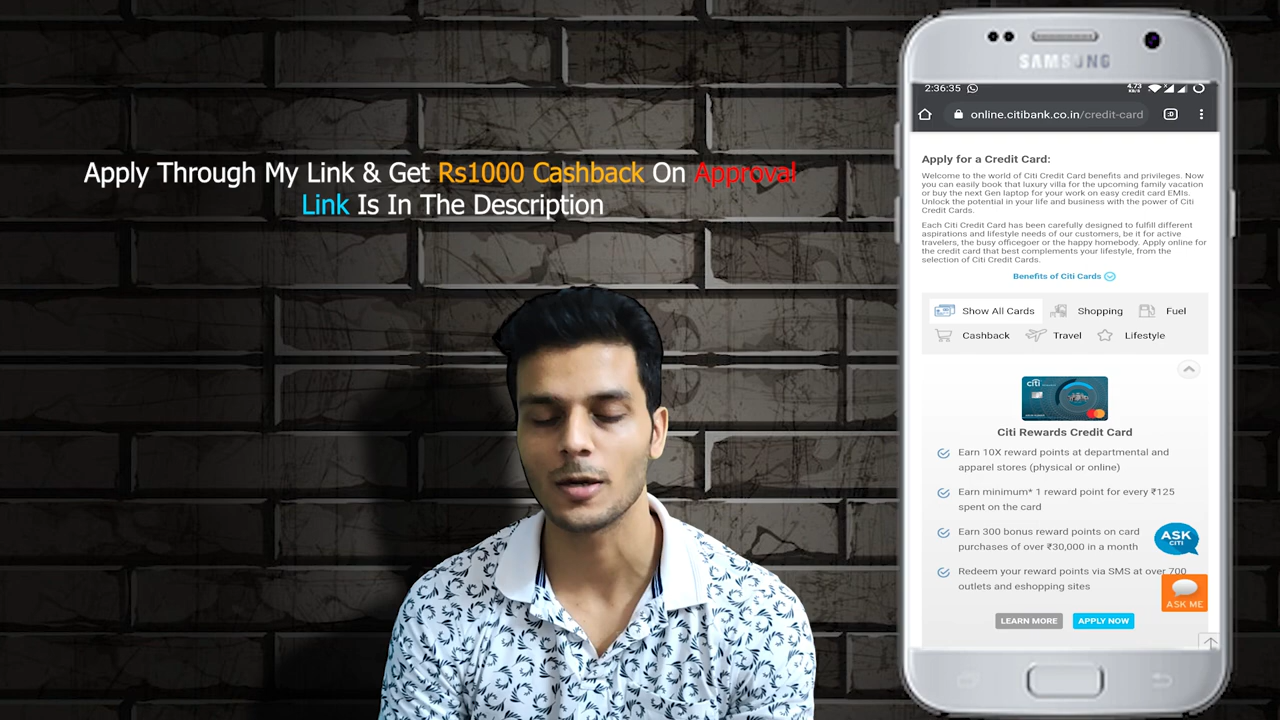 Apply Through My Link & Get Rs1000 Cashback On Approval
Link Is In The Description
SAMSUNG
2:36:35
4.73
KB/S
online.citibank.co.in/credit-card
Apply for a Credit Card:
Welcome to the world of Citi Credit Card benefits and privileges. Now
you can easily book that luxury villa for the upcoming family vacation
or buy the next Gen laptop for your work on easy credit card EMIs.
Unlock the potential in your life and business with the power of Citi
Credit Cards.
Each Citi Credit Card has been carefully designed to fulfill different
aspirations and lifestyle needs of our customers, be it for active
travelers, the busy officegoer or the happy homebody. Apply online for
the credit card that best complements your lifestyle, from the
selection of Citi Credit Cards.
Benefits of Citi Cards
Show All Cards Shopping Fuel
Cashback Travel Lifestyle
citi
Citi Rewards Credit Card
Earn 10X reward points at departmental and
apparel stores (physical or online)
Earn minimum* 1 reward point for every ₹125
spent on the card
Earn 300 bonus reward points on card
purchases of over ₹30,000 in a month
ASK
CITI
Redeem your reward points via SMS at over 700
outlets and eshopping sites
ASK ME
LEARN MORE APPLY NOW